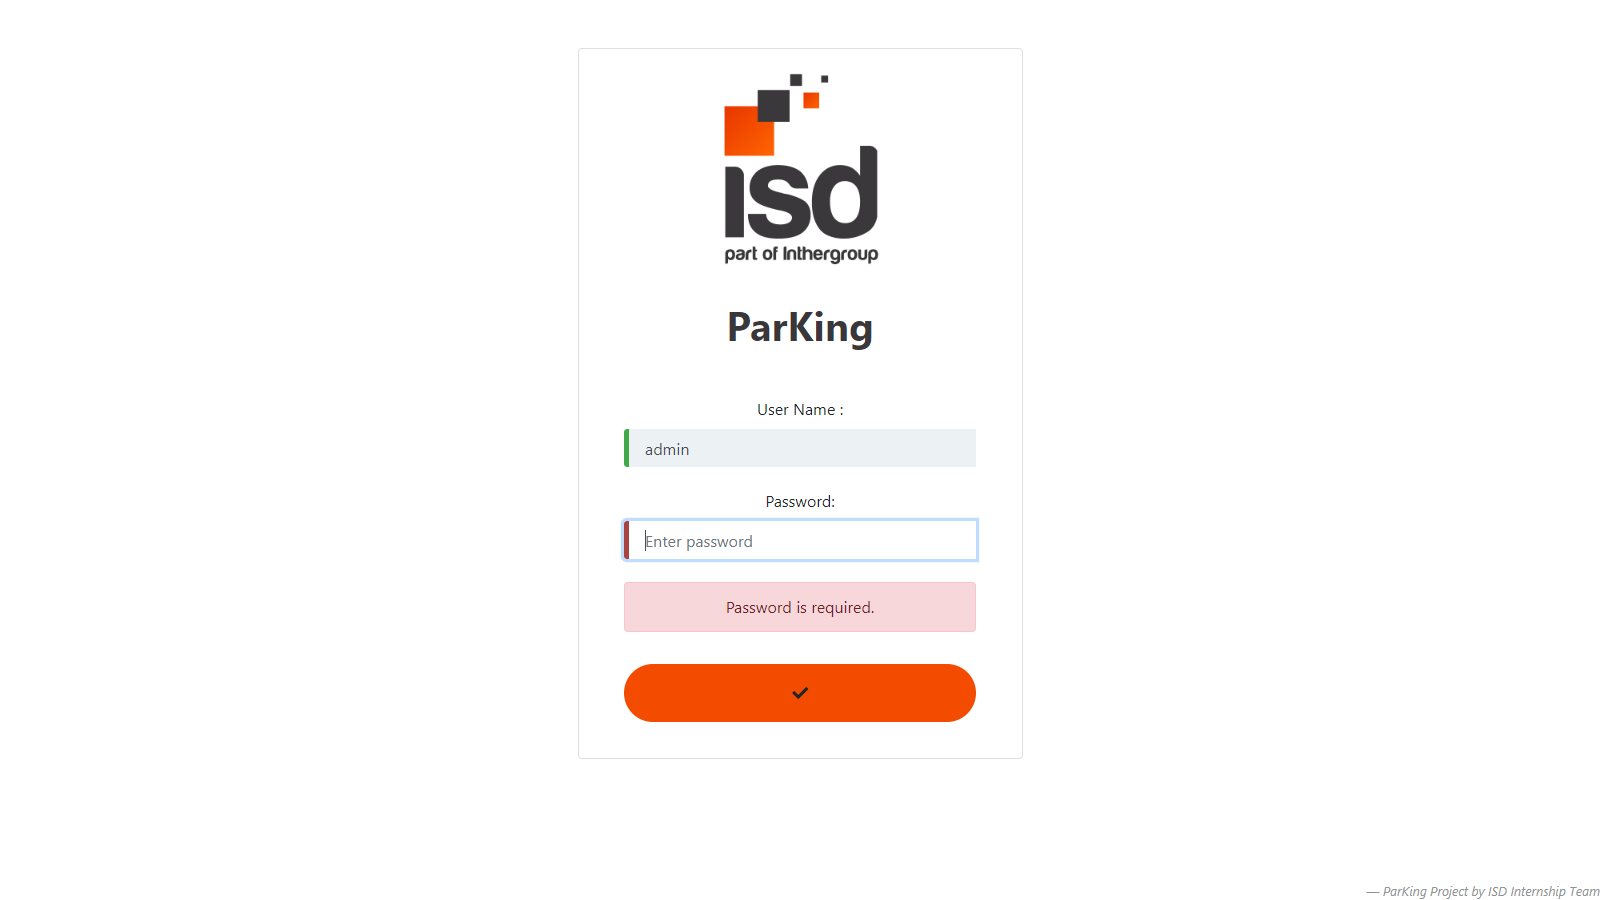 isd
part of Inthergroup
ParKing
User Name :
admin
Password:
Enter password
Password is required.
— ParKing Project by ISD Internship Team